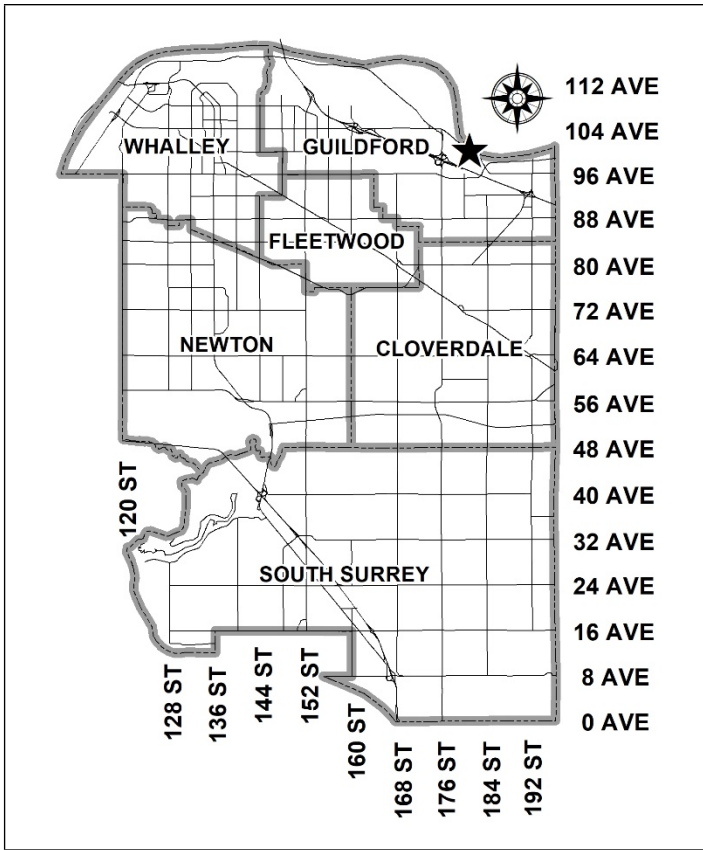 112 AVE
104 AVE
WHALLEY
GUILDFORD
96 AVE
88 AVE
FLEETWOOD
80 AVE
72 AVE
NEWTON
CLOVERDALE
64 AVE
56 AVE
48 AVE
120 ST
40 AVE
32 AVE
SOUTH SURREY
24 AVE
16 AVE
8 AVE
0 AVE
128 ST
136 ST
144 ST
152 ST
160 ST
168 ST
176 ST
184 ST
192 ST